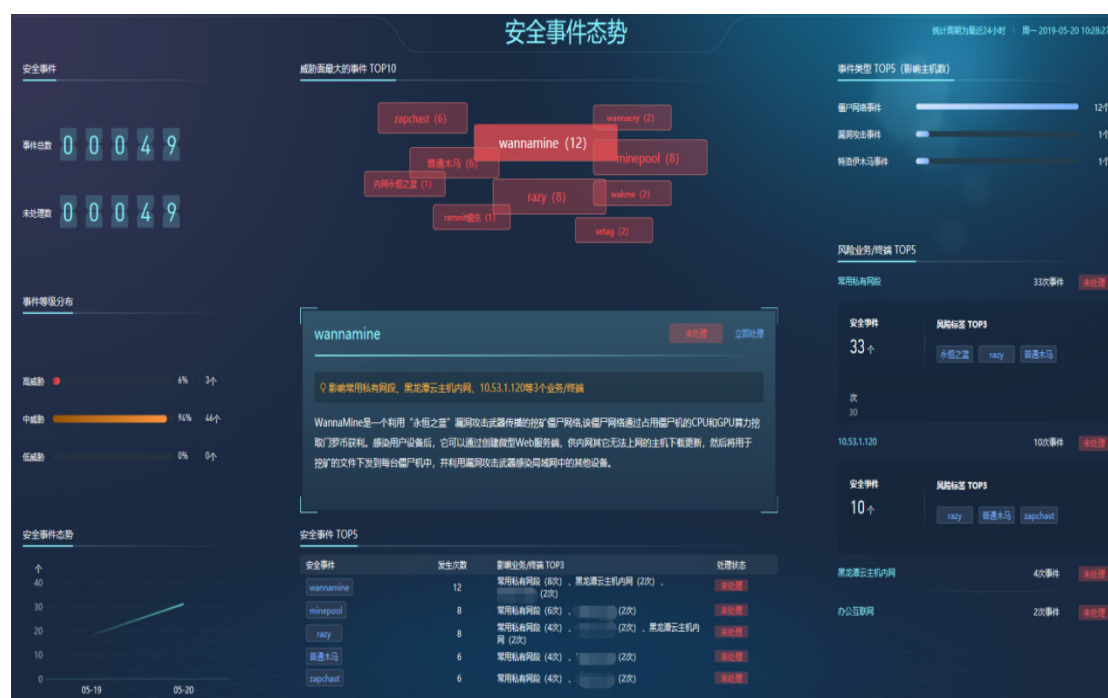 安全事件态势
统计周期为最近24小时 | 周一 2019-05-20 10:28:27
安全事件
事件总数 0 0 0 4 9
未处理数 0 0 0 4 9
事件等级分布
高威胁 6% 3个
中威胁 94% 46个
低威胁 0% 0个
安全事件态势
个
40
30
20
10
0
05-19 05-20
威胁面最大的事件 TOP10
zapchast (6)
wannacry (2)
wannamine (12)
普通木马 (6)
minepool (8)
内网永恒之蓝 (1)
razy (8)
wakme (2)
ramnit蠕虫 (1)
setag (2)
wannamine 未处理 立即处理
影响常用私有网段、黑龙潭云主机内网、10.53.1.120等3个业务/终端
WannaMine是一个利用“永恒之蓝”漏洞攻击武器传播的挖矿僵尸网络,该僵尸网络通过占用僵尸机的CPU和GPU算力挖
取门罗币获利。感染用户设备后，它可以通过创建微型Web服务端，供内网其它无法上网的主机下载更新，然后将用于
挖矿的文件下发到每台僵尸机中，并利用漏洞攻击武器感染局域网中的其他设备。
安全事件 TOP5
安全事件 发生次数 影响业务/终端 TOP3 处理状态
wannamine 12 常用私有网段 (8次) 、黑龙潭云主机内网 (2次) 、
(2次) 未处理
minepool 8 常用私有网段 (6次) 、 (2次) 未处理
razy 8 常用私有网段 (4次) 、 (2次) 、黑龙潭云主机内
网 (2次) 未处理
普通木马 6 常用私有网段 (4次) 、 (2次) 未处理
zapchast 6 常用私有网段 (4次) 、 (2次) 未处理
事件类型 TOP5（影响主机数）
僵尸网络事件 12个
漏洞攻击事件 1个
特洛伊木马事件 1个
风险业务/终端 TOP5
常用私有网段 33次事件 未处理
安全事件 风险标签 TOP3
33个 永恒之蓝 razy 普通木马
次
30
10.53.1.120 10次事件 未处理
安全事件 风险标签 TOP3
10个 razy 普通木马 zapchast
黑龙潭云主机内网 4次事件 未处理
办公互联网 2次事件 未处理